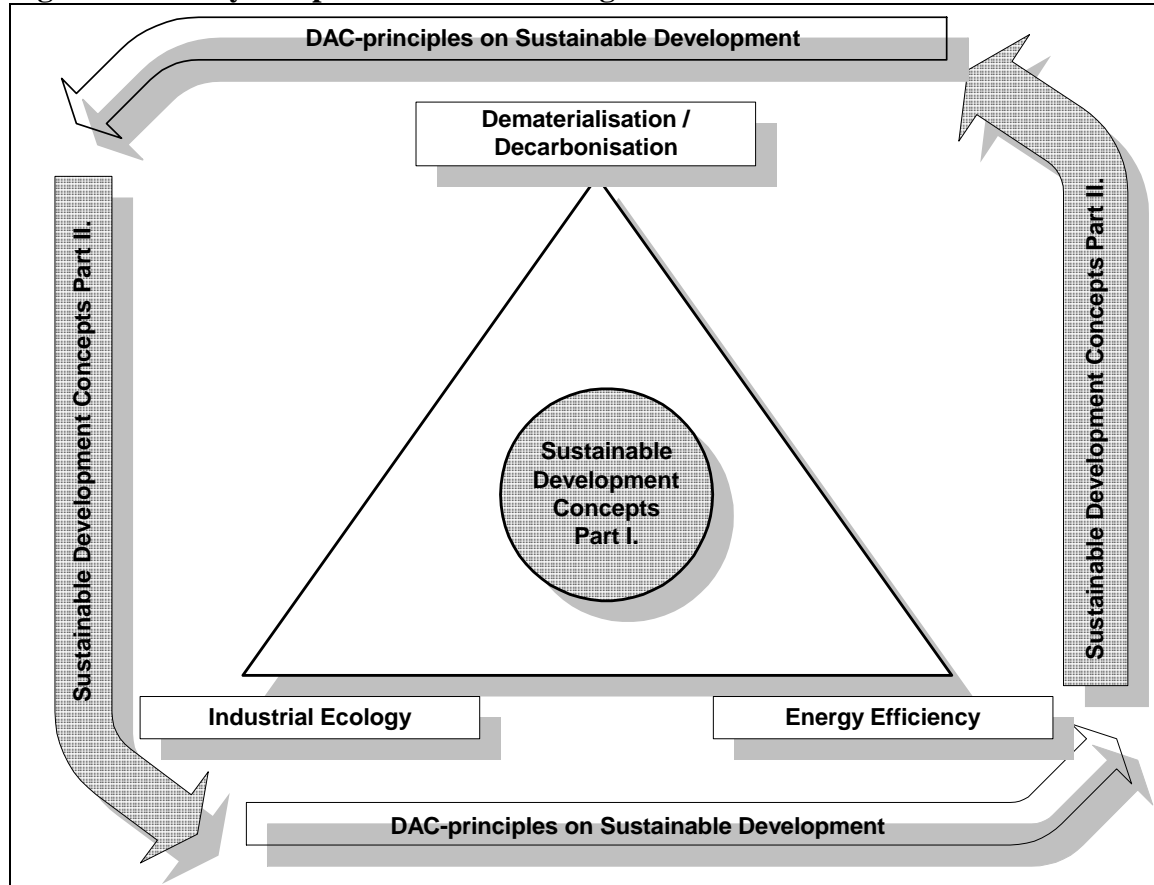 DAC-principles on Sustainable Development
Dematerialisation /
Decarbonisation
Sustainable Development Concepts Part II.
Sustainable Development Concepts Part II.
Sustainable
Development
Concepts
Part I.
Industrial Ecology
Energy Efficiency
DAC-principles on Sustainable Development